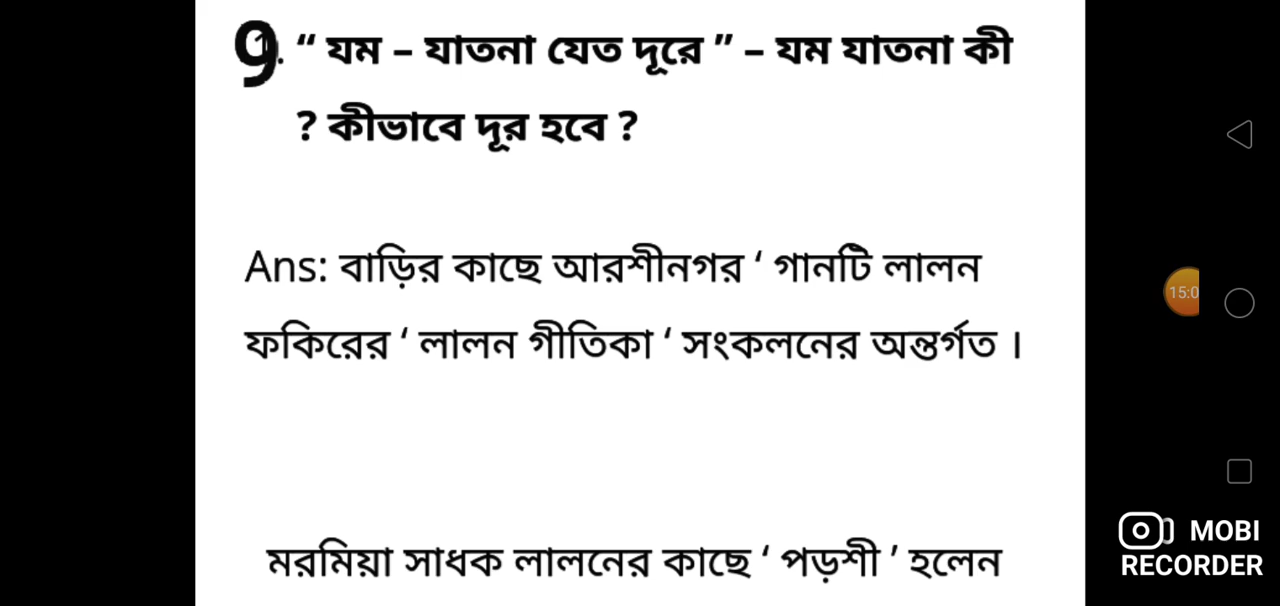 9. “ যম – যাতনা যেত দূরে ” – যম যাতনা কী
? কীভাবে দূর হবে ?
Ans: বাড়ির কাছে আরশীনগর ‘ গানটি লালন
ফকিরের ‘ লালন গীতিকা ‘ সংকলনের অন্তর্গত ।
মরমিয়া সাধক লালনের কাছে ‘ পড়শী ’ হলেন
15:0
MOBI
RECORDER